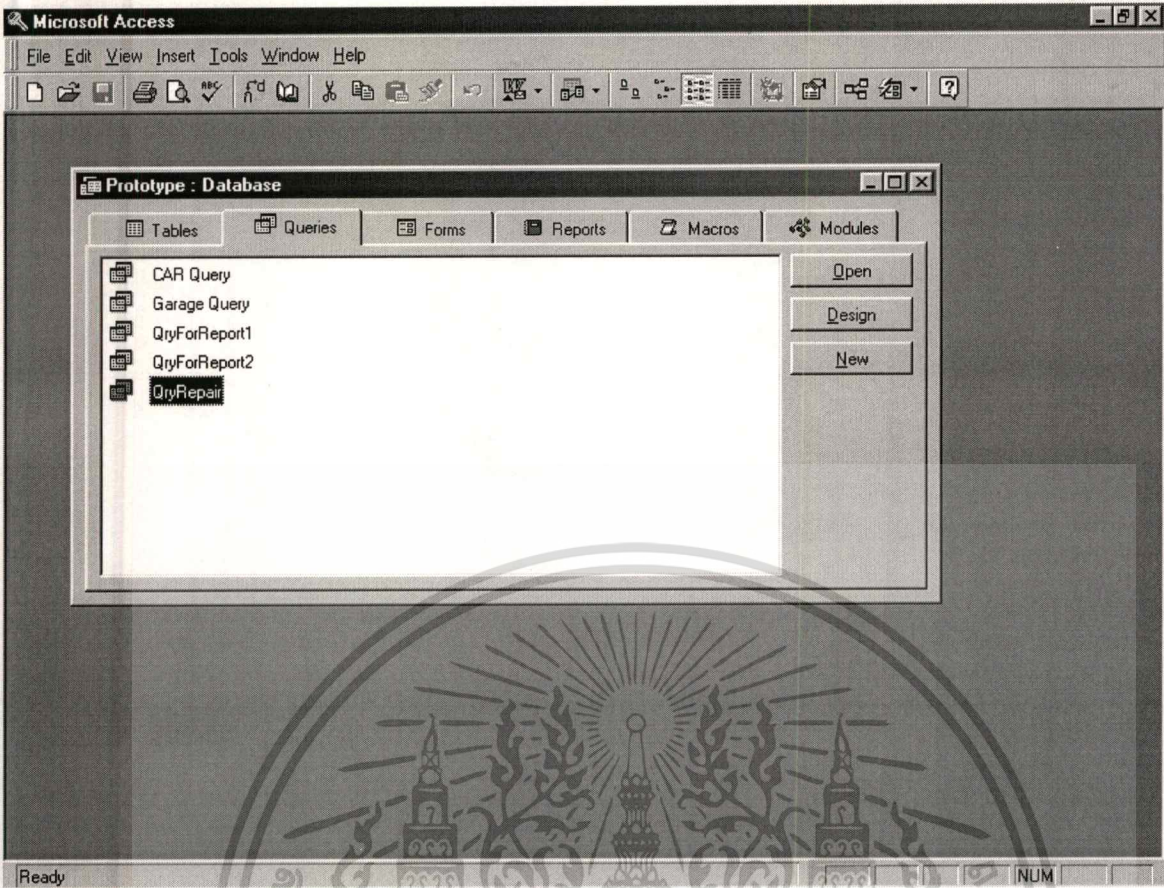 Microsoft Access
File Edit View Insert Tools Window Help
ABC
Prototype : Database
Tables Queries Forms Reports Macros Modules
CAR Query
Garage Query
QryForReport1
QryForReport2
QryRepair
Open
Design
New
Ready NUM